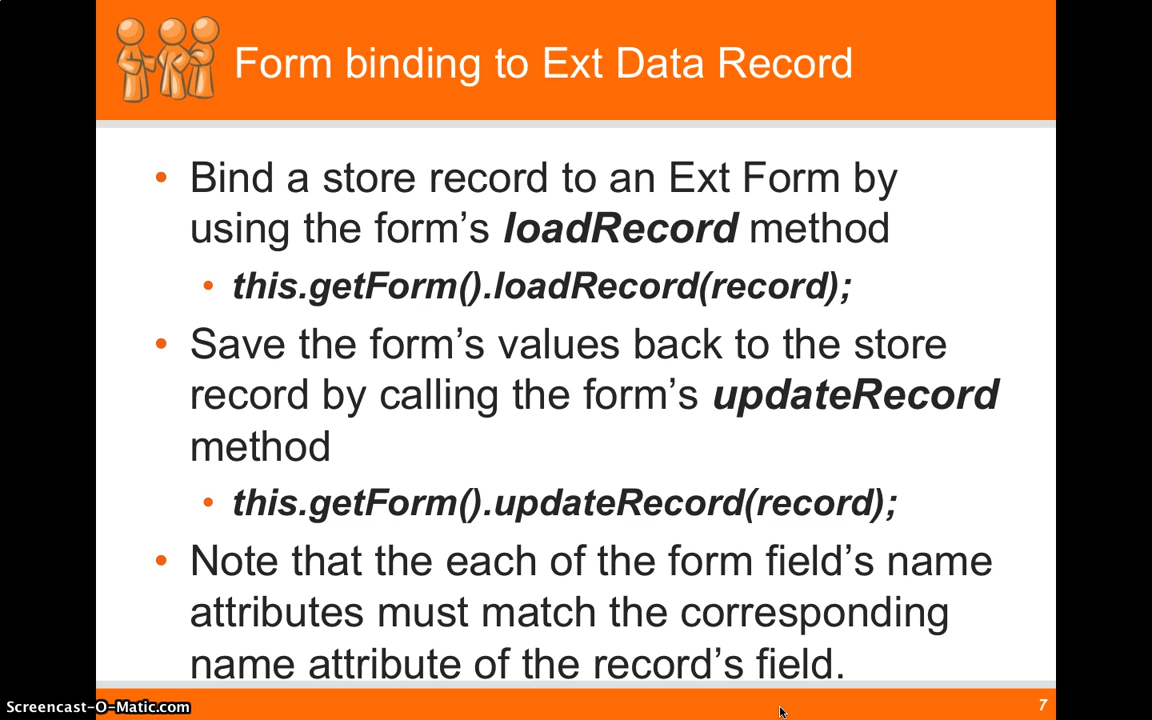 Form binding to Ext Data Record
• Bind a store record to an Ext Form by
using the form’s loadRecord method
• this.getForm().loadRecord(record);
• Save the form’s values back to the store
record by calling the form’s updateRecord
method
• this.getForm().updateRecord(record);
• Note that the each of the form field’s name
attributes must match the corresponding
name attribute of the record’s field.
Screencast-O-Matic.com
7